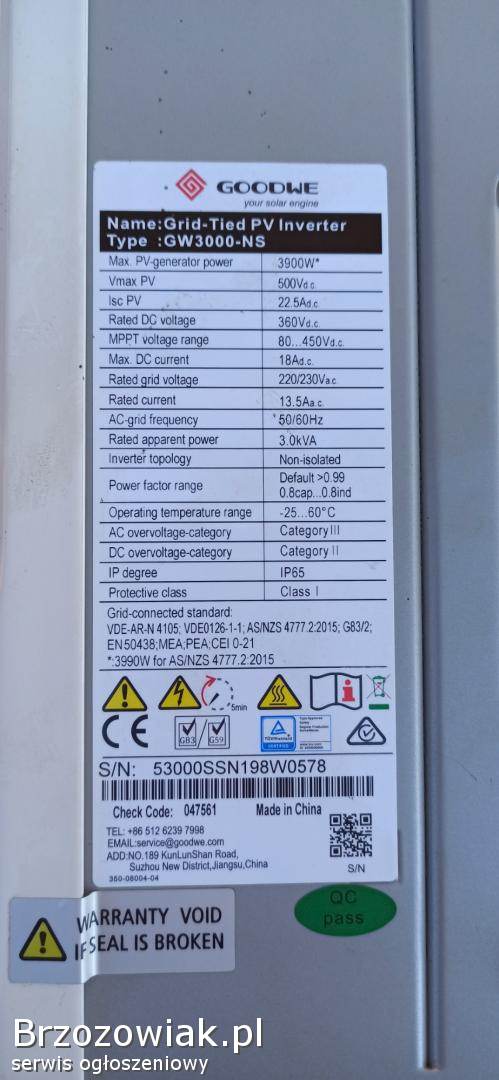 GOODWE
your solar engine
Name:Grid-Tied PV Inverter
Type :GW3000-NS
Max. PV-generator power 3900W*
Vmax PV 500Vd.c.
Isc PV 22.5Ad.c.
Rated DC voltage 360Vd.c.
MPPT voltage range 80...450Vd.c.
Max. DC current 18Ad.c.
Rated grid voltage 220/230Va.c.
Rated current 13.5Aa.c.
AC-grid frequency 50/60Hz
Rated apparent power 3.0kVA
Inverter topology Non-isolated
Power factor range Default >0.99
0.8cap...0.8ind
Operating temperature range -25...60°C
AC overvoltage-category Category III
DC overvoltage-category Category II
IP degree IP65
Protective class Class I
Grid-connected standard:
VDE-AR-N 4105; VDE0126-1-1; AS/NZS 4777.2:2015; G83/2;
EN50438;MEA;PEA;CEI 0-21
*:3990W for AS/NZS 4777.2:2015
5min
CE G83/G59
S/N: 53000SSN198W0578
Check Code: 047561 Made in China
TEL: +86 512 6239 7998
EMAIL:service@goodwe.com
ADD:NO.189 KunLunShan Road,
Suzhou New District,Jiangsu,China
S/N
350-08004-04
QC
pass
WARRANTY VOID
IF SEAL IS BROKEN
Brzozowiak.pl
serwis ogłoszeniowy